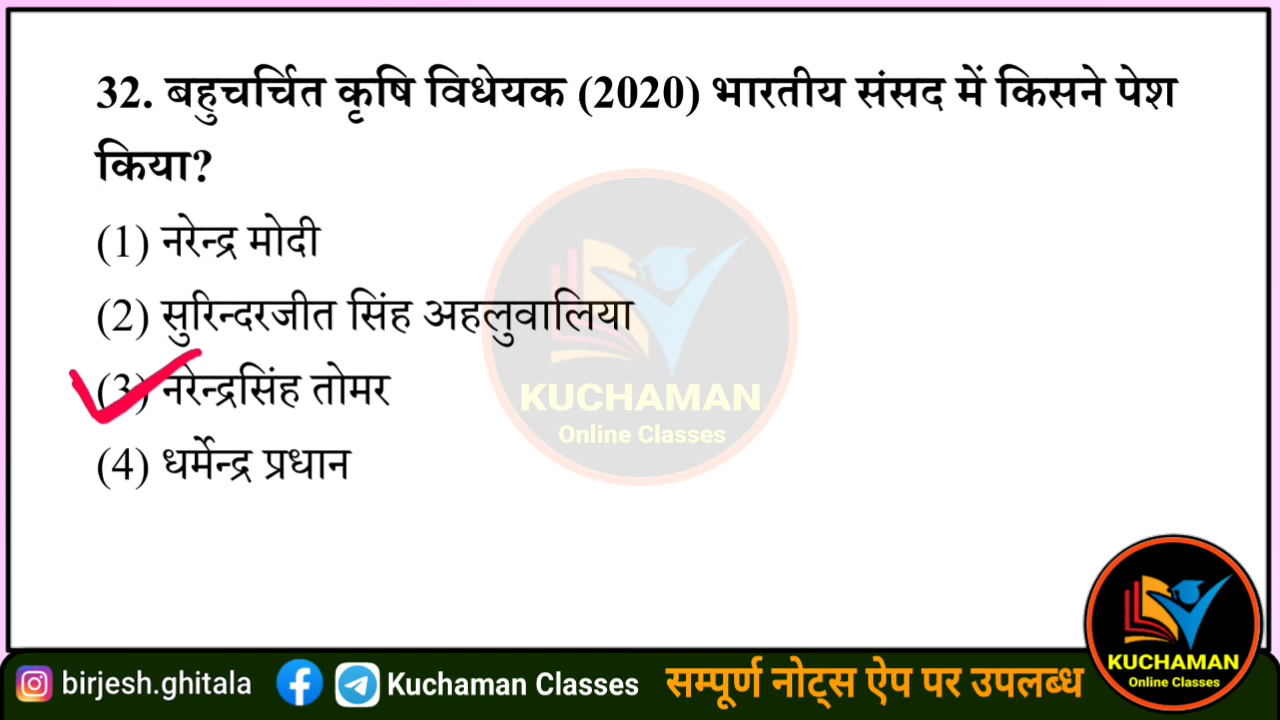 32. बहुचर्चित कृषि विधेयक (2020) भारतीय संसद में किसने पेश
किया?
(1) नरेन्द्र मोदी
(2) सुरिन्दरजीत सिंह अहलुवालिया
(3) नरेन्द्रसिंह तोमर
(4) धर्मेन्द्र प्रधान
KUCHAMAN
Online Classes
KUCHAMAN
Online Classes
birjesh.ghitala Kuchaman Classes सम्पूर्ण नोट्स ऐप पर उपलब्ध